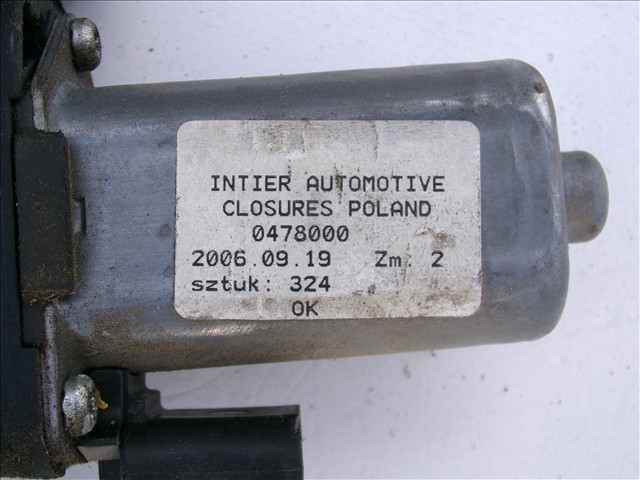 INTIER AUTOMOTIVE
CLOSURES POLAND
0478000
2006.09.19 Zm: 2
sztuk: 324
OK